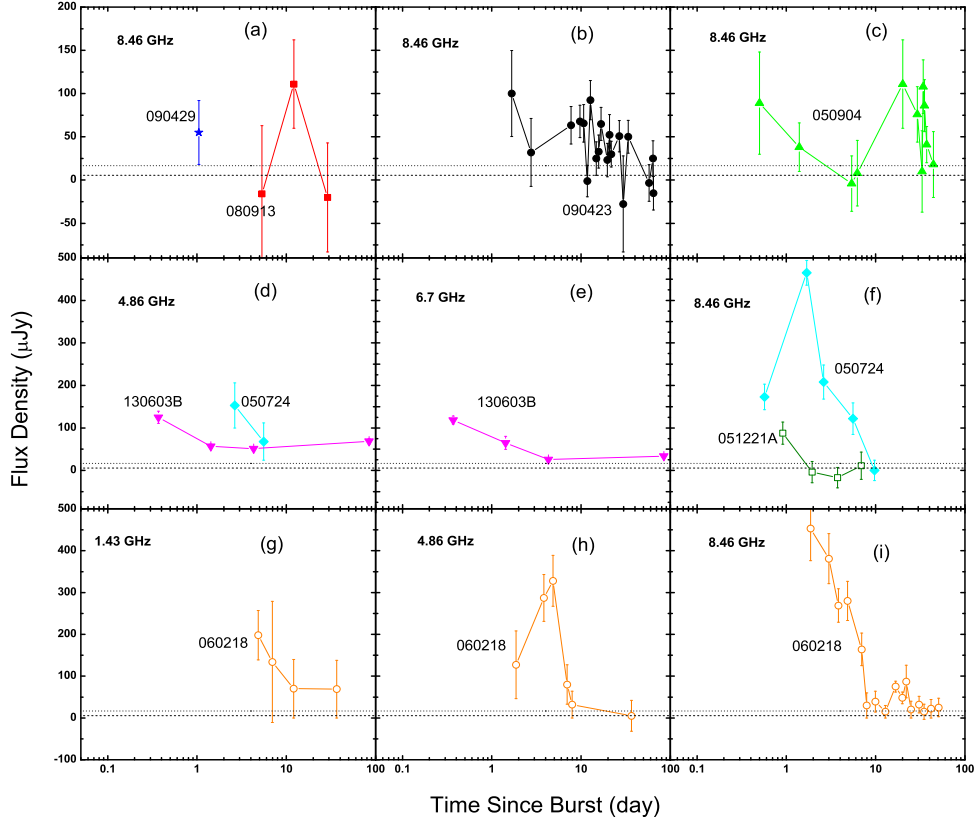 200
150
100
50
0
-50
8.46 GHz
(a)
090429
080913
8.46 GHz
(b)
090423
8.46 GHz
(c)
050904
500
400
300
200
100
0
4.86 GHz
(d)
130603B
050724
6.7 GHz
(e)
130603B
8.46 GHz
(f)
050724
051221A
Flux Density (μJy)
500
400
300
200
100
0
-100
1.43 GHz
(g)
060218
4.86 GHz
(h)
060218
8.46 GHz
(i)
060218
0.1 1 10 100
0.1 1 10 100
0.1 1 10 100
Time Since Burst (day)